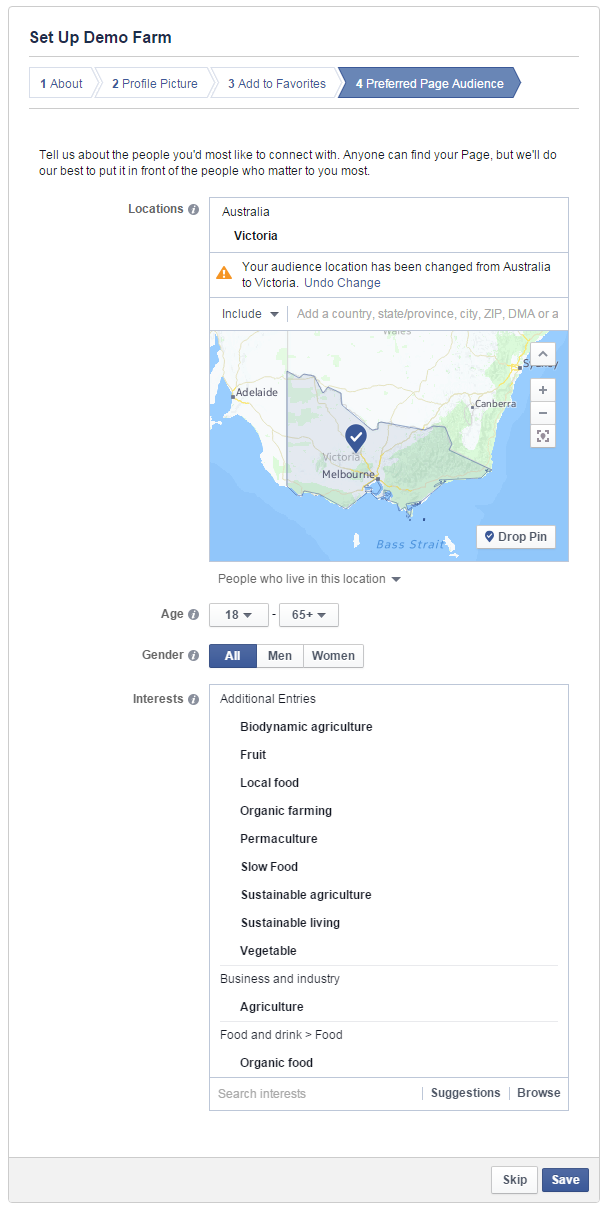 Set Up Demo Farm
1 About
2 Profile Picture
3 Add to Favorites
4 Preferred Page Audience
Tell us about the people you'd most like to connect with. Anyone can find your Page, but we'll do
our best to put it in front of the people who matter to you most.
Locations
Australia
Victoria
Your audience location has been changed from Australia
to Victoria. Undo Change
Include
Add a country, state/province, city, ZIP, DMA or a
Wales
Sydney
Adelaide
Canberra
Victoria
Melbourne
Bass Strait
Drop Pin
People who live in this location
Age
18 - 65+
Gender
All Men Women
Interests
Additional Entries
Biodynamic agriculture
Fruit
Local food
Organic farming
Permaculture
Slow Food
Sustainable agriculture
Sustainable living
Vegetable
Business and industry
Agriculture
Food and drink > Food
Organic food
Search interests
Suggestions
Browse
Skip
Save